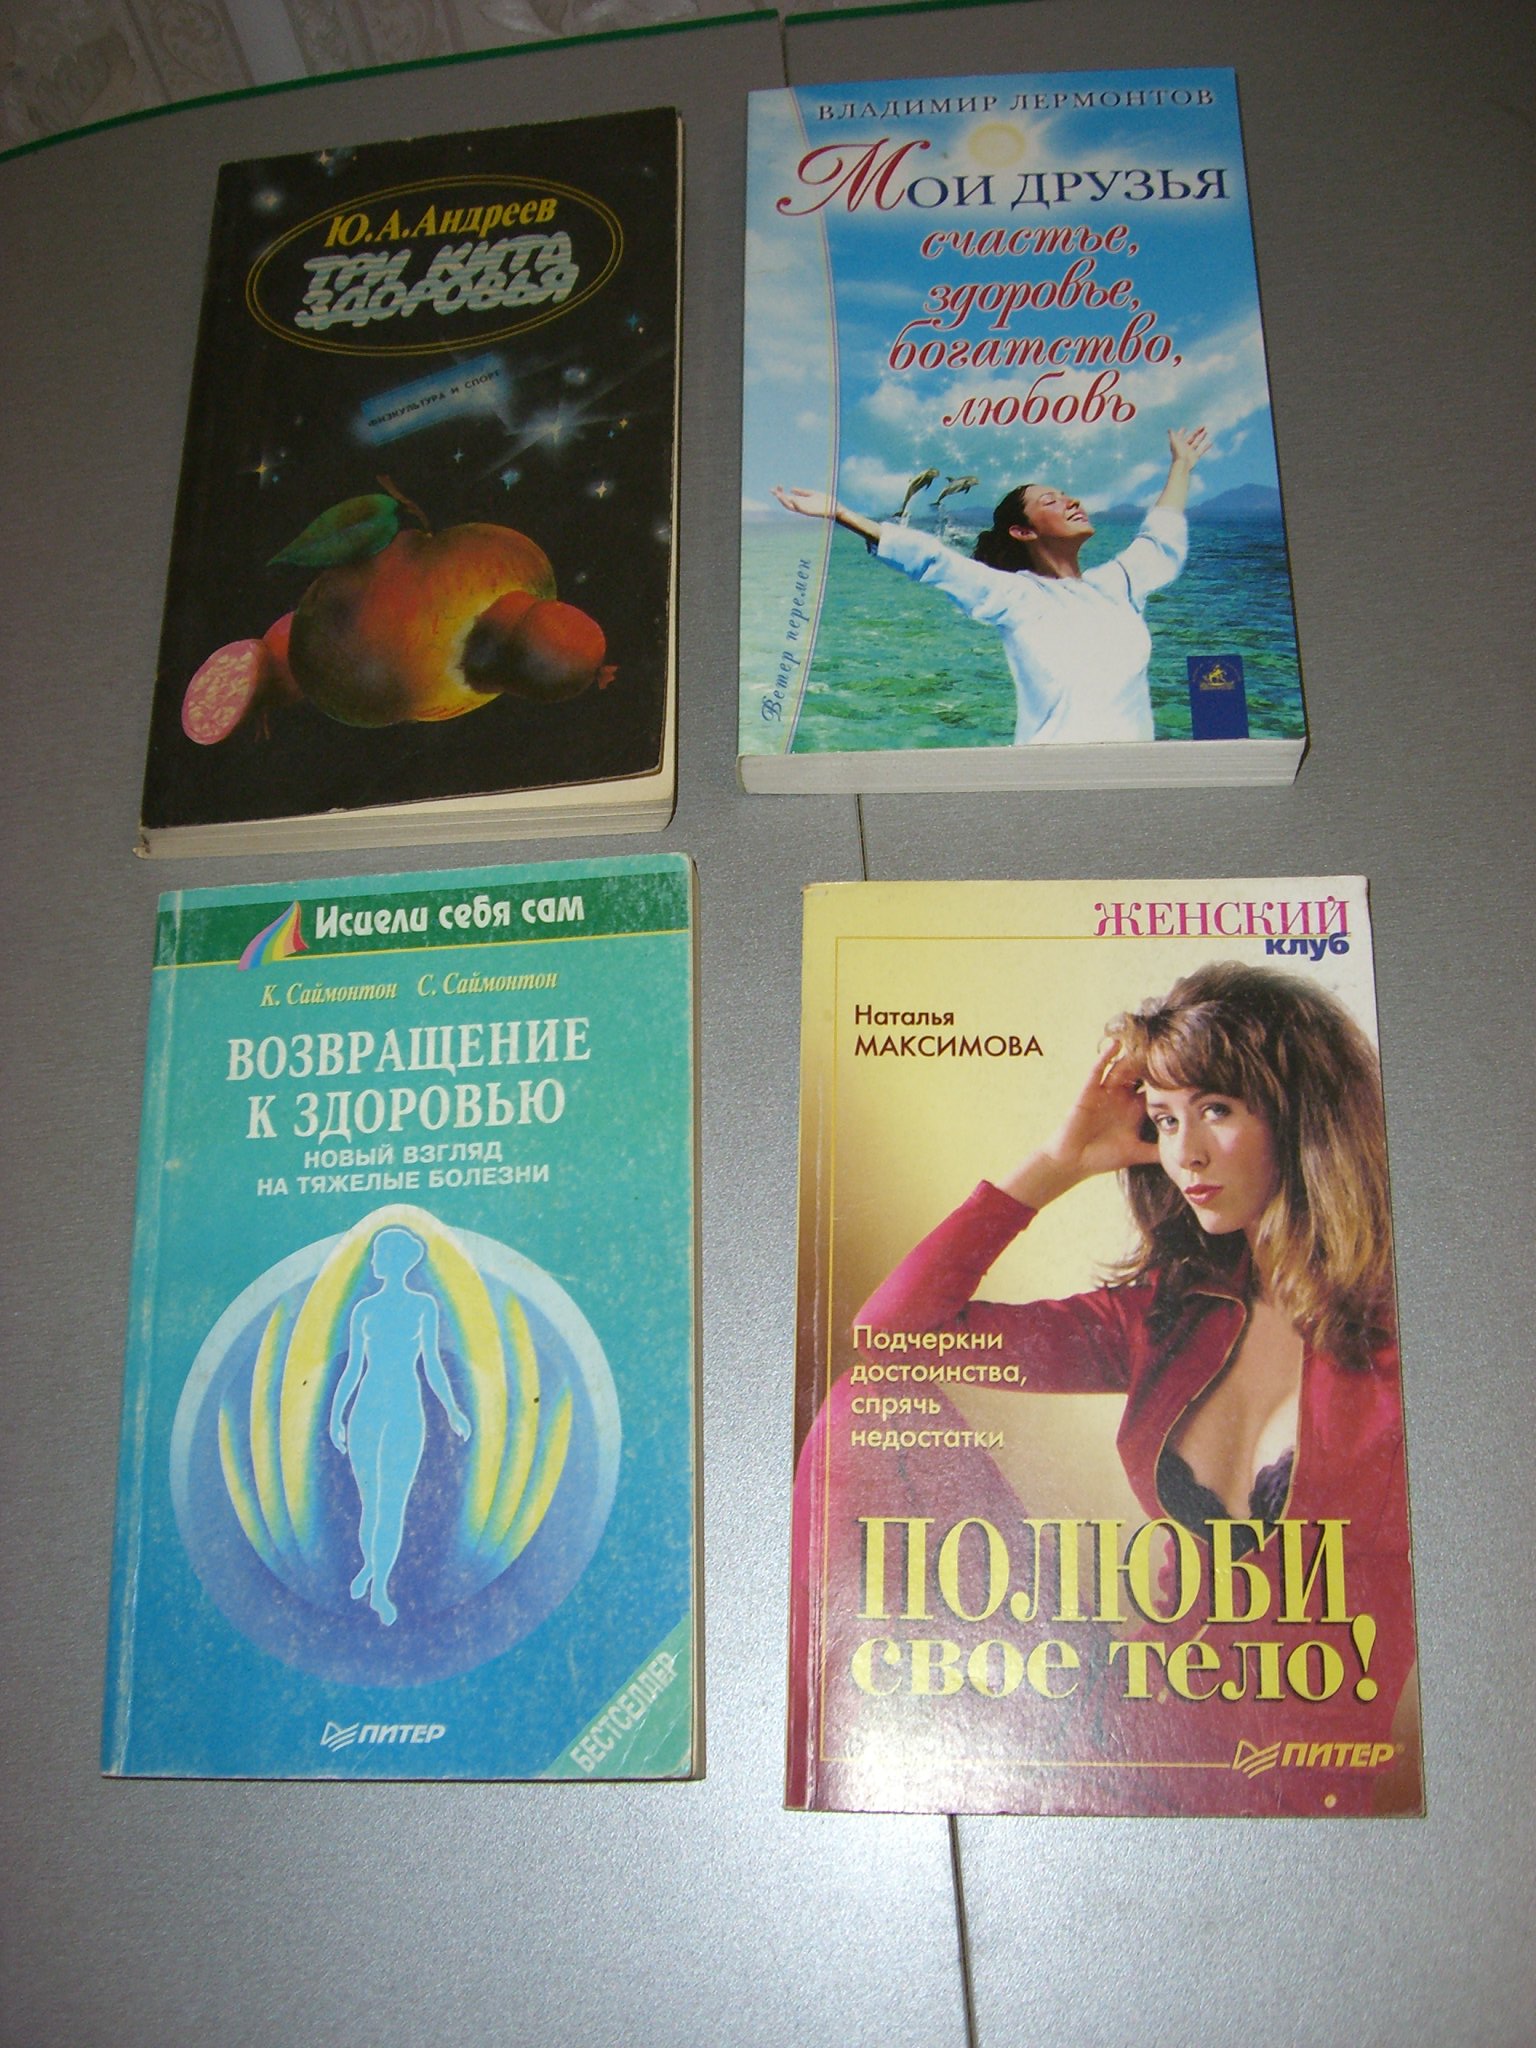 Ю.А.Андреев
ТРИ КИТА
ЗДОРОВЬЯ
ФИЗКУЛЬТУРА И СПОРТ
ВЛАДИМИР ЛЕРМОНТОВ
МОИ ДРУЗЬЯ
счастье,
здоровье,
богатство,
любовь
Ветер перемен
Исцели себя сам
К. Саймонтон С. Саймонтон
ВОЗВРАЩЕНИЕ
К ЗДОРОВЬЮ
НОВЫЙ ВЗГЛЯД
НА ТЯЖЕЛЫЕ БОЛЕЗНИ
ПИТЕР
БЕСТСЕЛЛЕР
ЖЕНСКИЙ
клуб
Наталья
МАКСИМОВА
Подчеркни
достоинства,
спрячь
недостатки
ПОЛЮБИ
свое тело!
ПИТЕР®